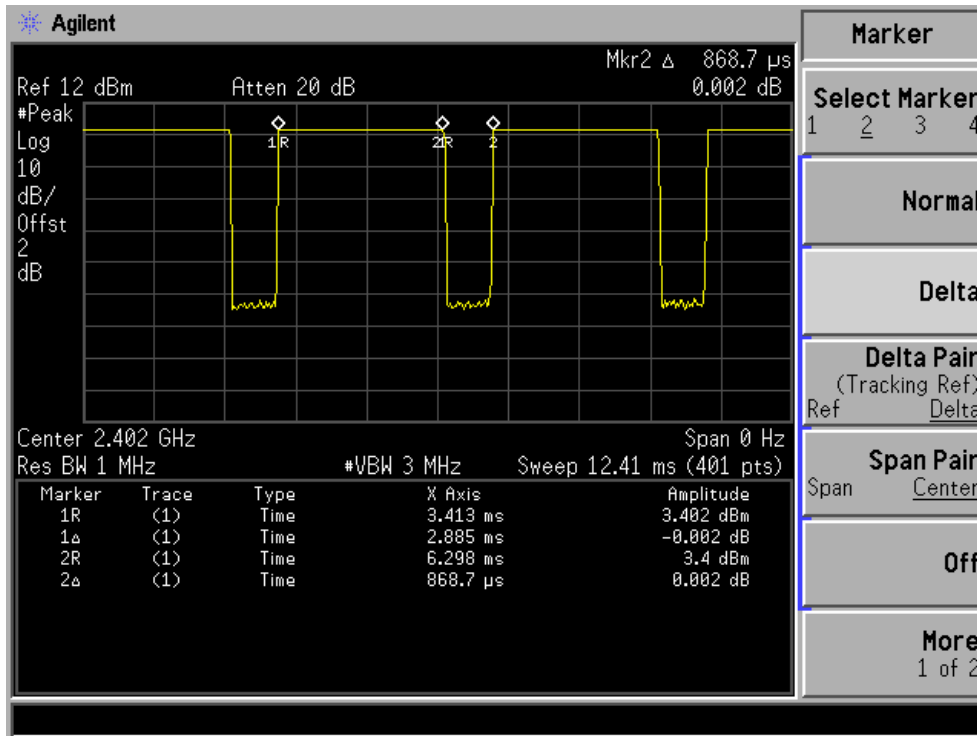 Agilent
Mkr2 Δ 868.7 µs
Ref 12 dBm Atten 20 dB 0.002 dB
#Peak
Log
10
dB/
Offst
2
dB
1R 2R 2
Center 2.402 GHz Span 0 Hz
Res BW 1 MHz #VBW 3 MHz Sweep 12.41 ms (401 pts)
Marker Trace Type X Axis Amplitude
1R (1) Time 3.413 ms 3.402 dBm
1Δ (1) Time 2.885 ms -0.002 dB
2R (1) Time 6.298 ms 3.4 dBm
2Δ (1) Time 868.7 µs 0.002 dB
Marker
Select Marker
1 2 3 4
Normal
Delta
Delta Pair
(Tracking Ref)
Ref Delta
Span Pair
Span Center
Off
More
1 of 2